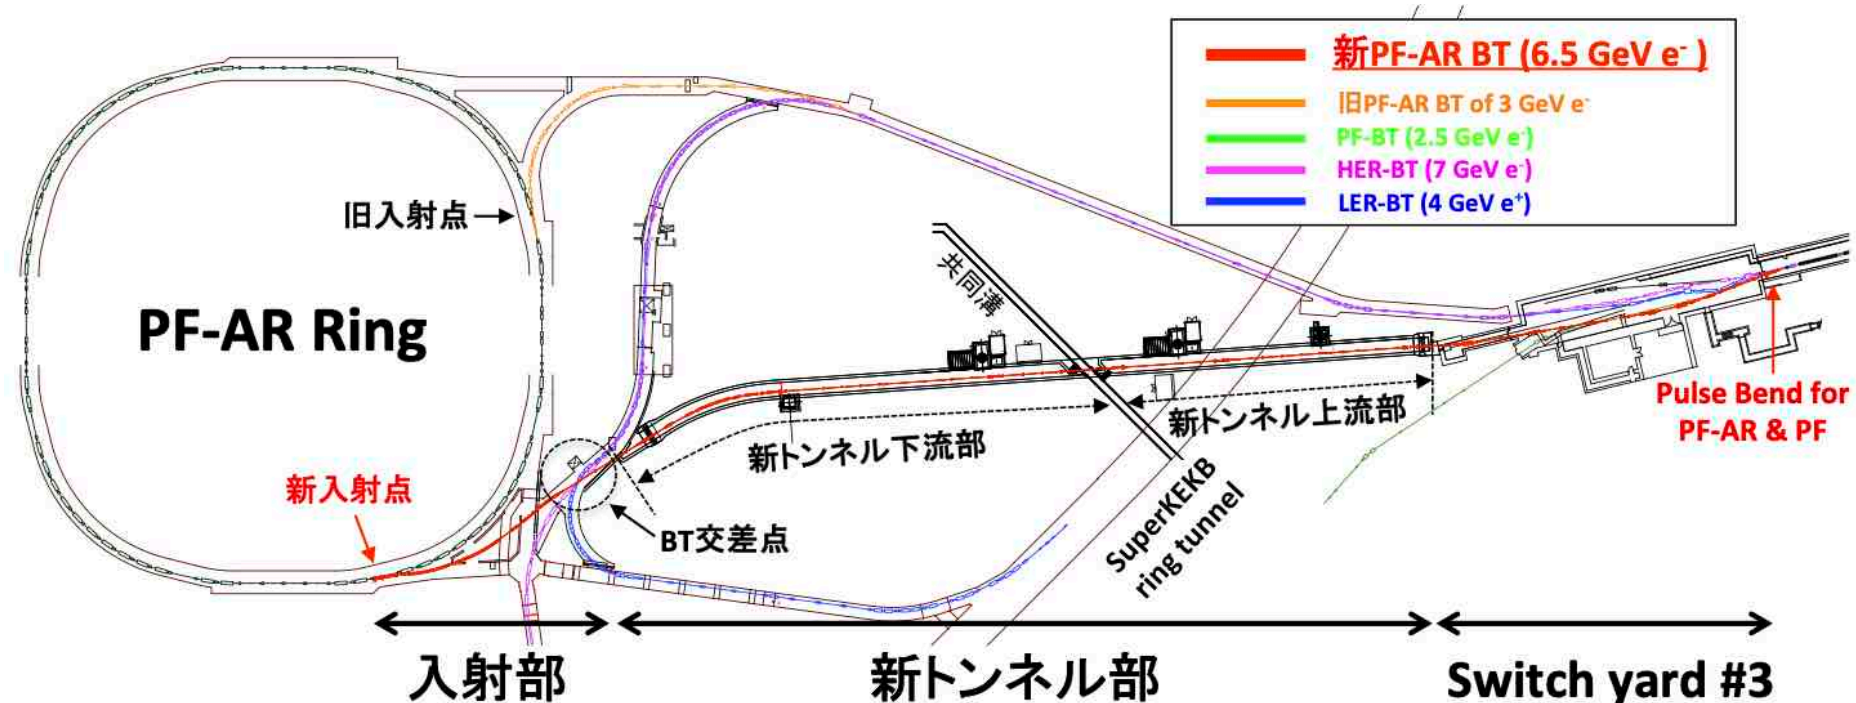 新PF-AR BT (6.5 GeV e⁻ )
旧PF-AR BT of 3 GeV e⁻
PF-BT (2.5 GeV e⁻)
HER-BT (7 GeV e⁻)
LER-BT (4 GeV e⁺)
旧入射点
共同溝
PF-AR Ring
Pulse Bend for
PF-AR & PF
新トンネル上流部
新トンネル下流部
SuperKEKB
ring tunnel
新入射点
BT交差点
入射部
新トンネル部
Switch yard #3